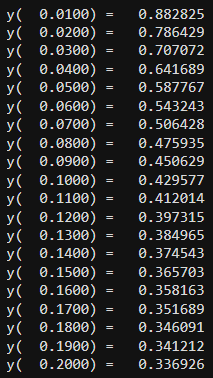 y(  0.0100) =   0.882825
y(  0.0200) =   0.786429
y(  0.0300) =   0.707072
y(  0.0400) =   0.641689
y(  0.0500) =   0.587767
y(  0.0600) =   0.543243
y(  0.0700) =   0.506428
y(  0.0800) =   0.475935
y(  0.0900) =   0.450629
y(  0.1000) =   0.429577
y(  0.1100) =   0.412014
y(  0.1200) =   0.397315
y(  0.1300) =   0.384965
y(  0.1400) =   0.374543
y(  0.1500) =   0.365703
y(  0.1600) =   0.358163
y(  0.1700) =   0.351689
y(  0.1800) =   0.346091
y(  0.1900) =   0.341212
y(  0.2000) =   0.336926